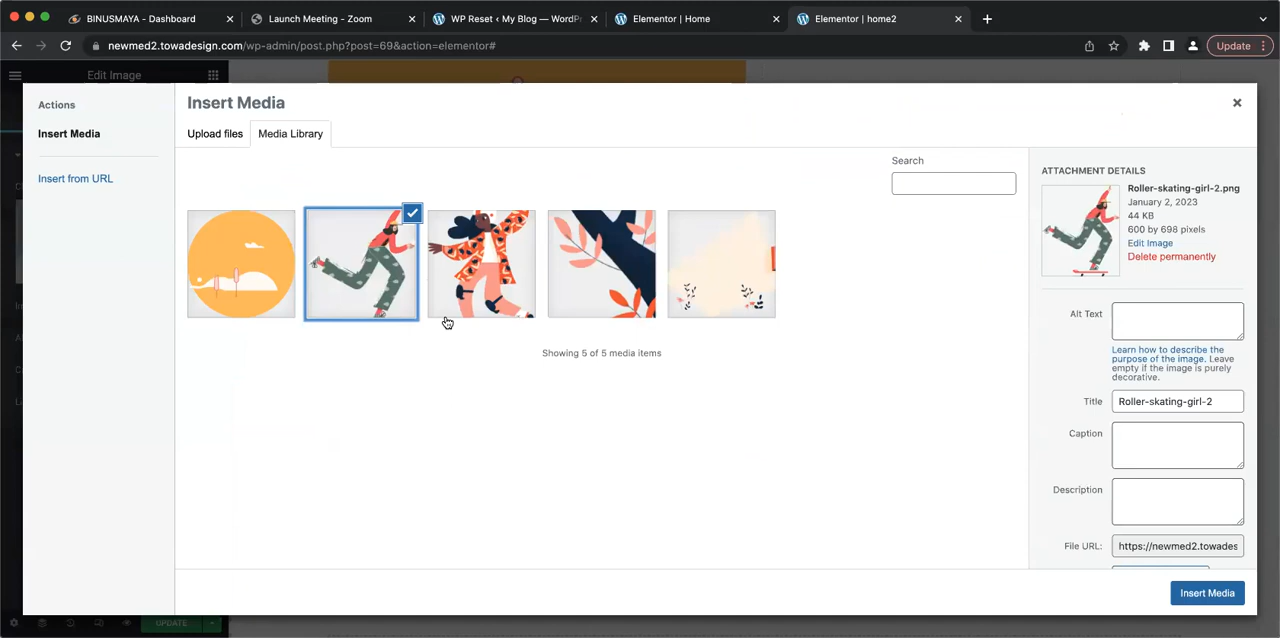 BINUSMAYA - Dashboard
Launch Meeting - Zoom
WP Reset ‹ My Blog — WordPr
Elementor | Home
Elementor | home2
newmed2.towadesign.com/wp-admin/post.php?post=69&action=elementor#
Update
Edit Image
Actions
Insert Media
Insert from URL
Insert Media
Upload files
Media Library
Search
Showing 5 of 5 media items
ATTACHMENT DETAILS
Roller-skating-girl-2.png
January 2, 2023
44 KB
600 by 698 pixels
Edit Image
Delete permanently
Alt Text
Learn how to describe the
purpose of the image. Leave
empty if the image is purely
decorative.
Title
Roller-skating-girl-2
Caption
Description
File URL:
https://newmed2.towades
Insert Media
UPDATE